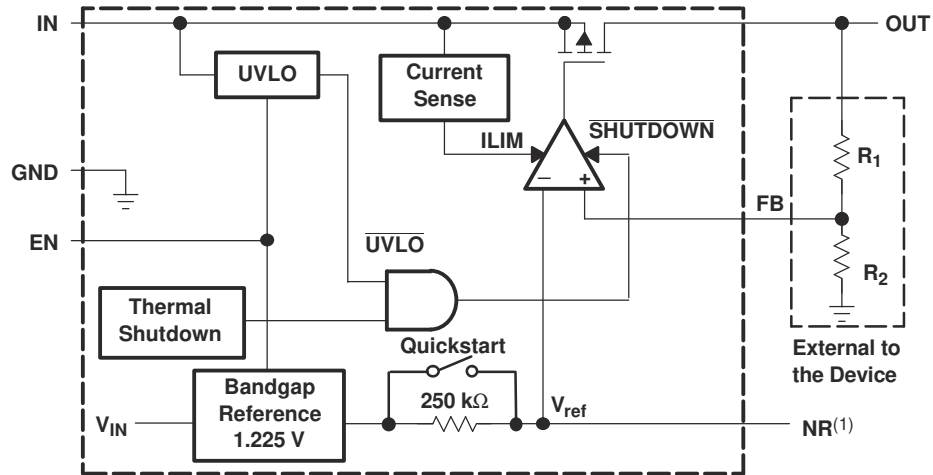 IN
OUT
UVLO
Current
Sense
ILIM
SHUTDOWN
R1
GND
FB
EN
UVLO
R2
Thermal
Shutdown
Quickstart
External to
the Device
Bandgap
Reference
1.225 V
250 kΩ
Vref
VIN
NR(1)
−
+